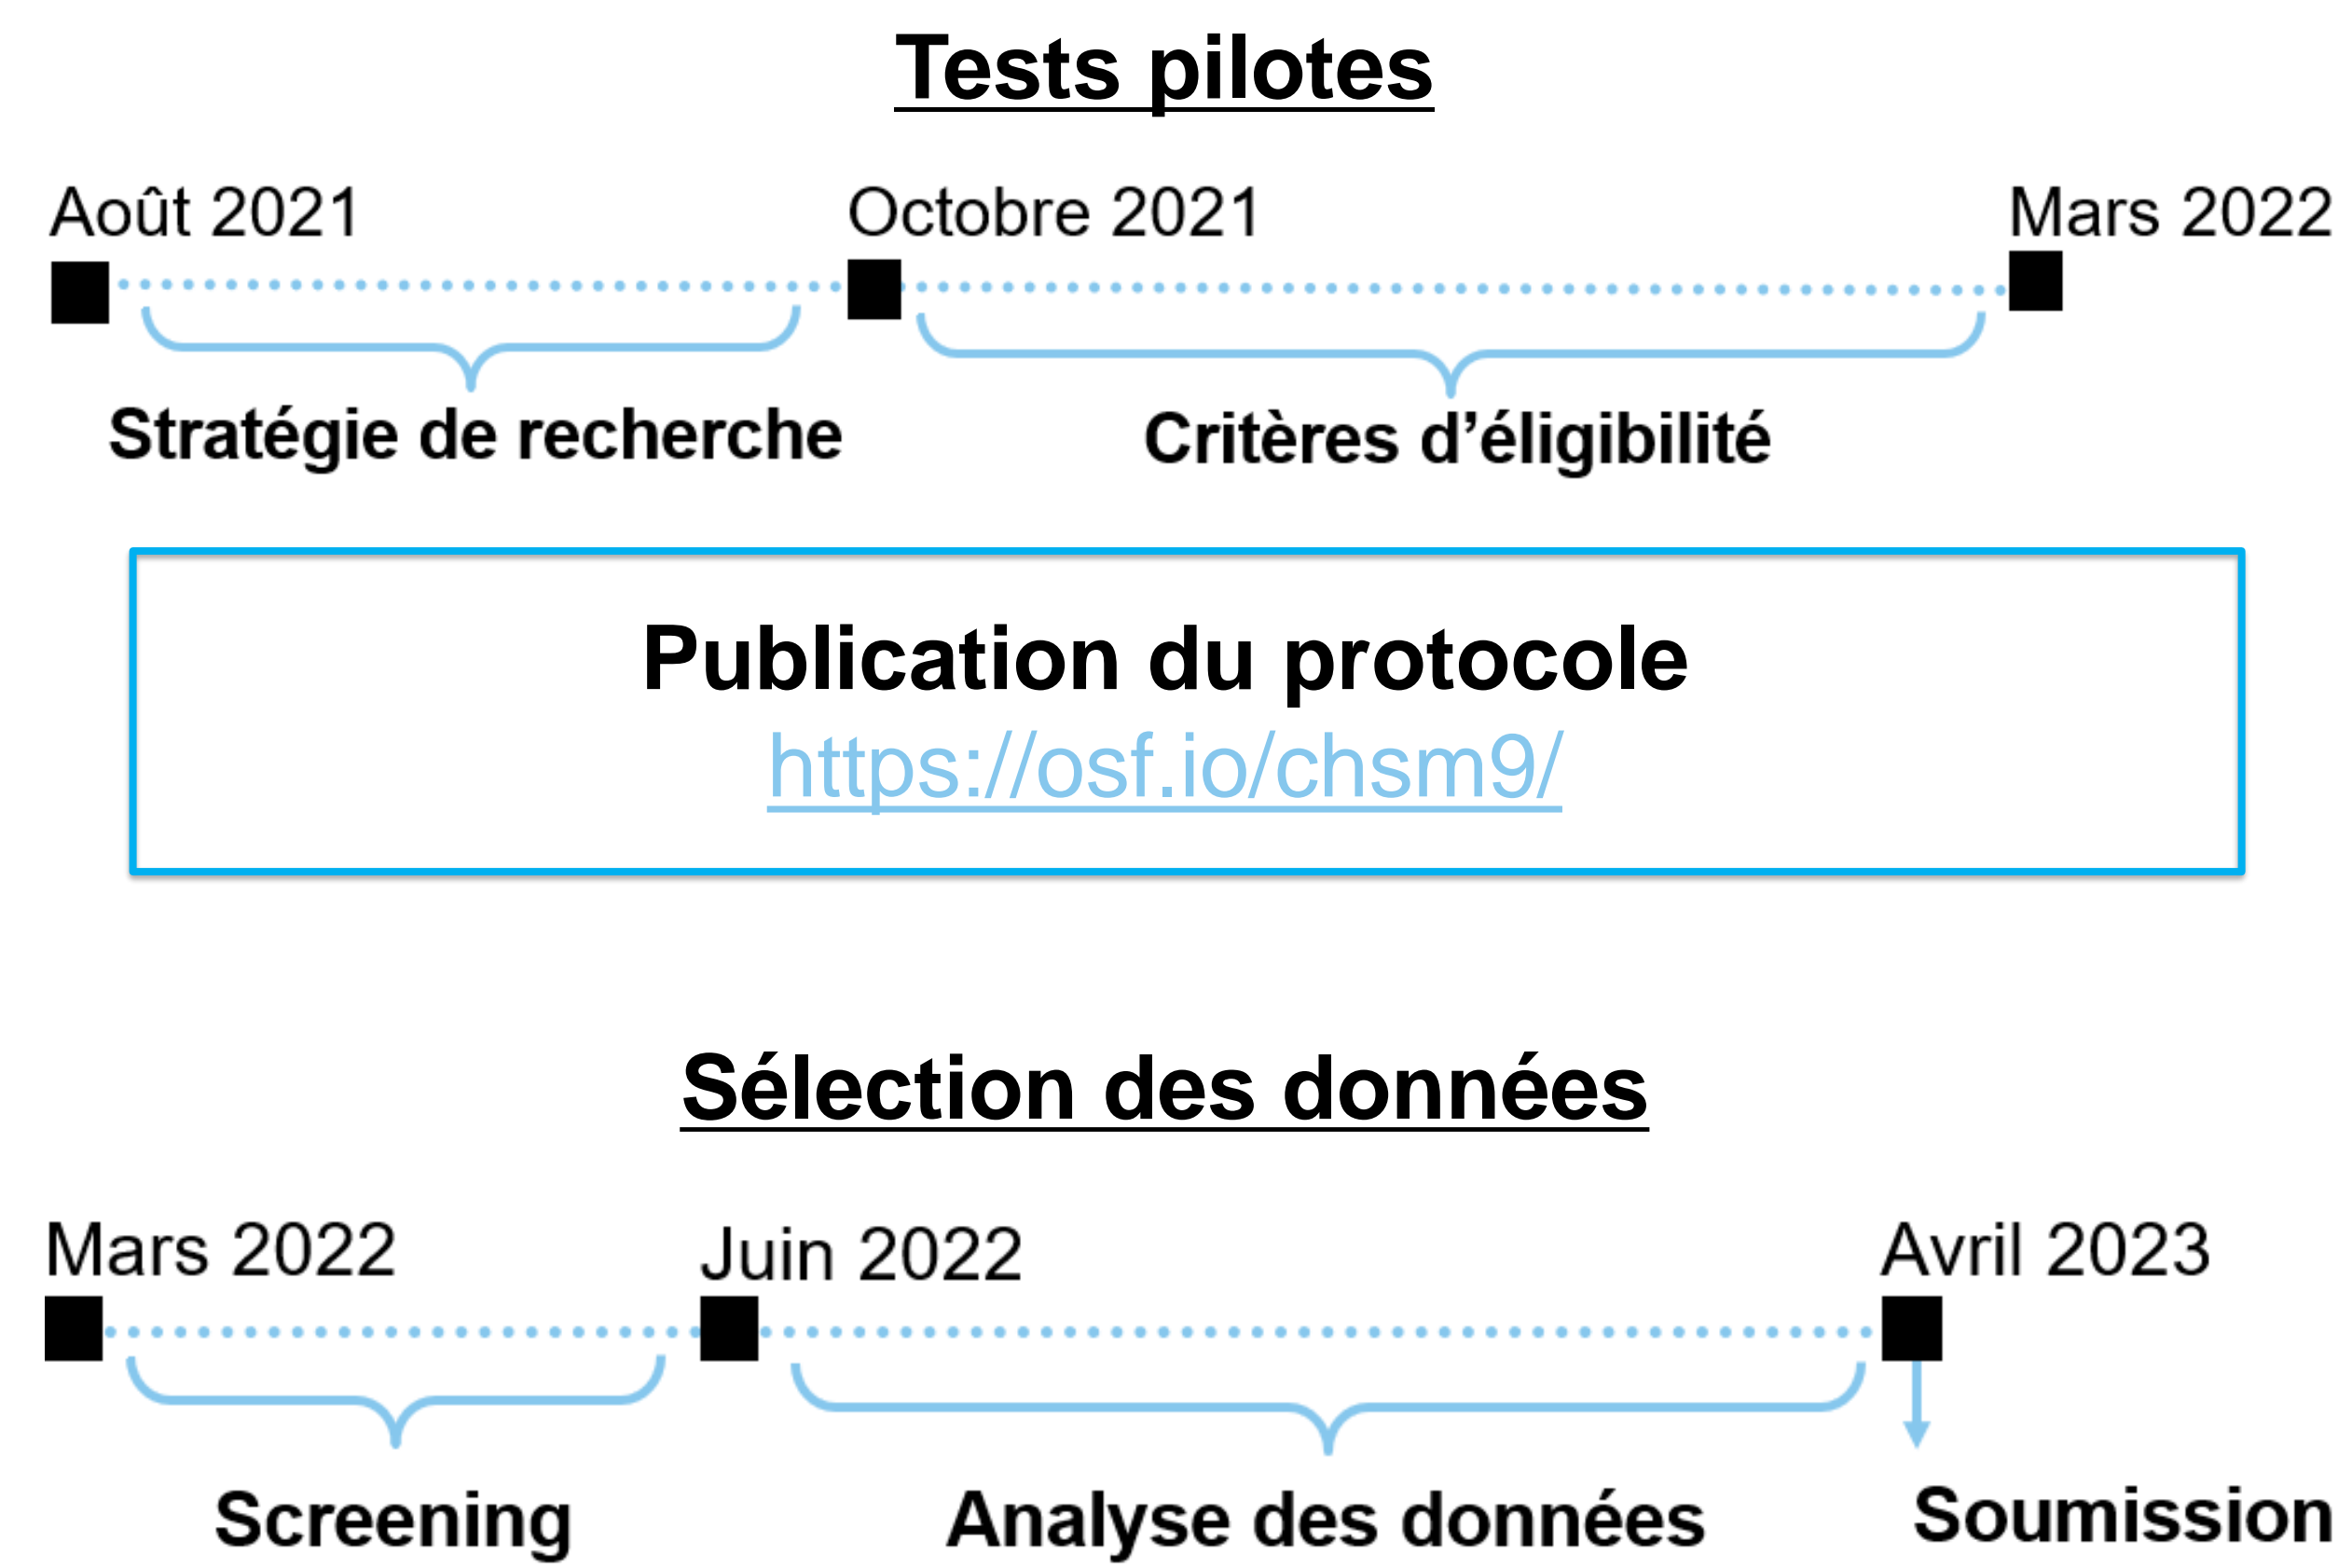 Tests pilotes
Août 2021
Octobre 2021
Mars 2022
Stratégie de recherche
Critères d’éligibilité
Publication du protocole
https://osf.io/chsm9/
Sélection des données
Mars 2022
Juin 2022
Avril 2023
Screening
Analyse des données
Soumission